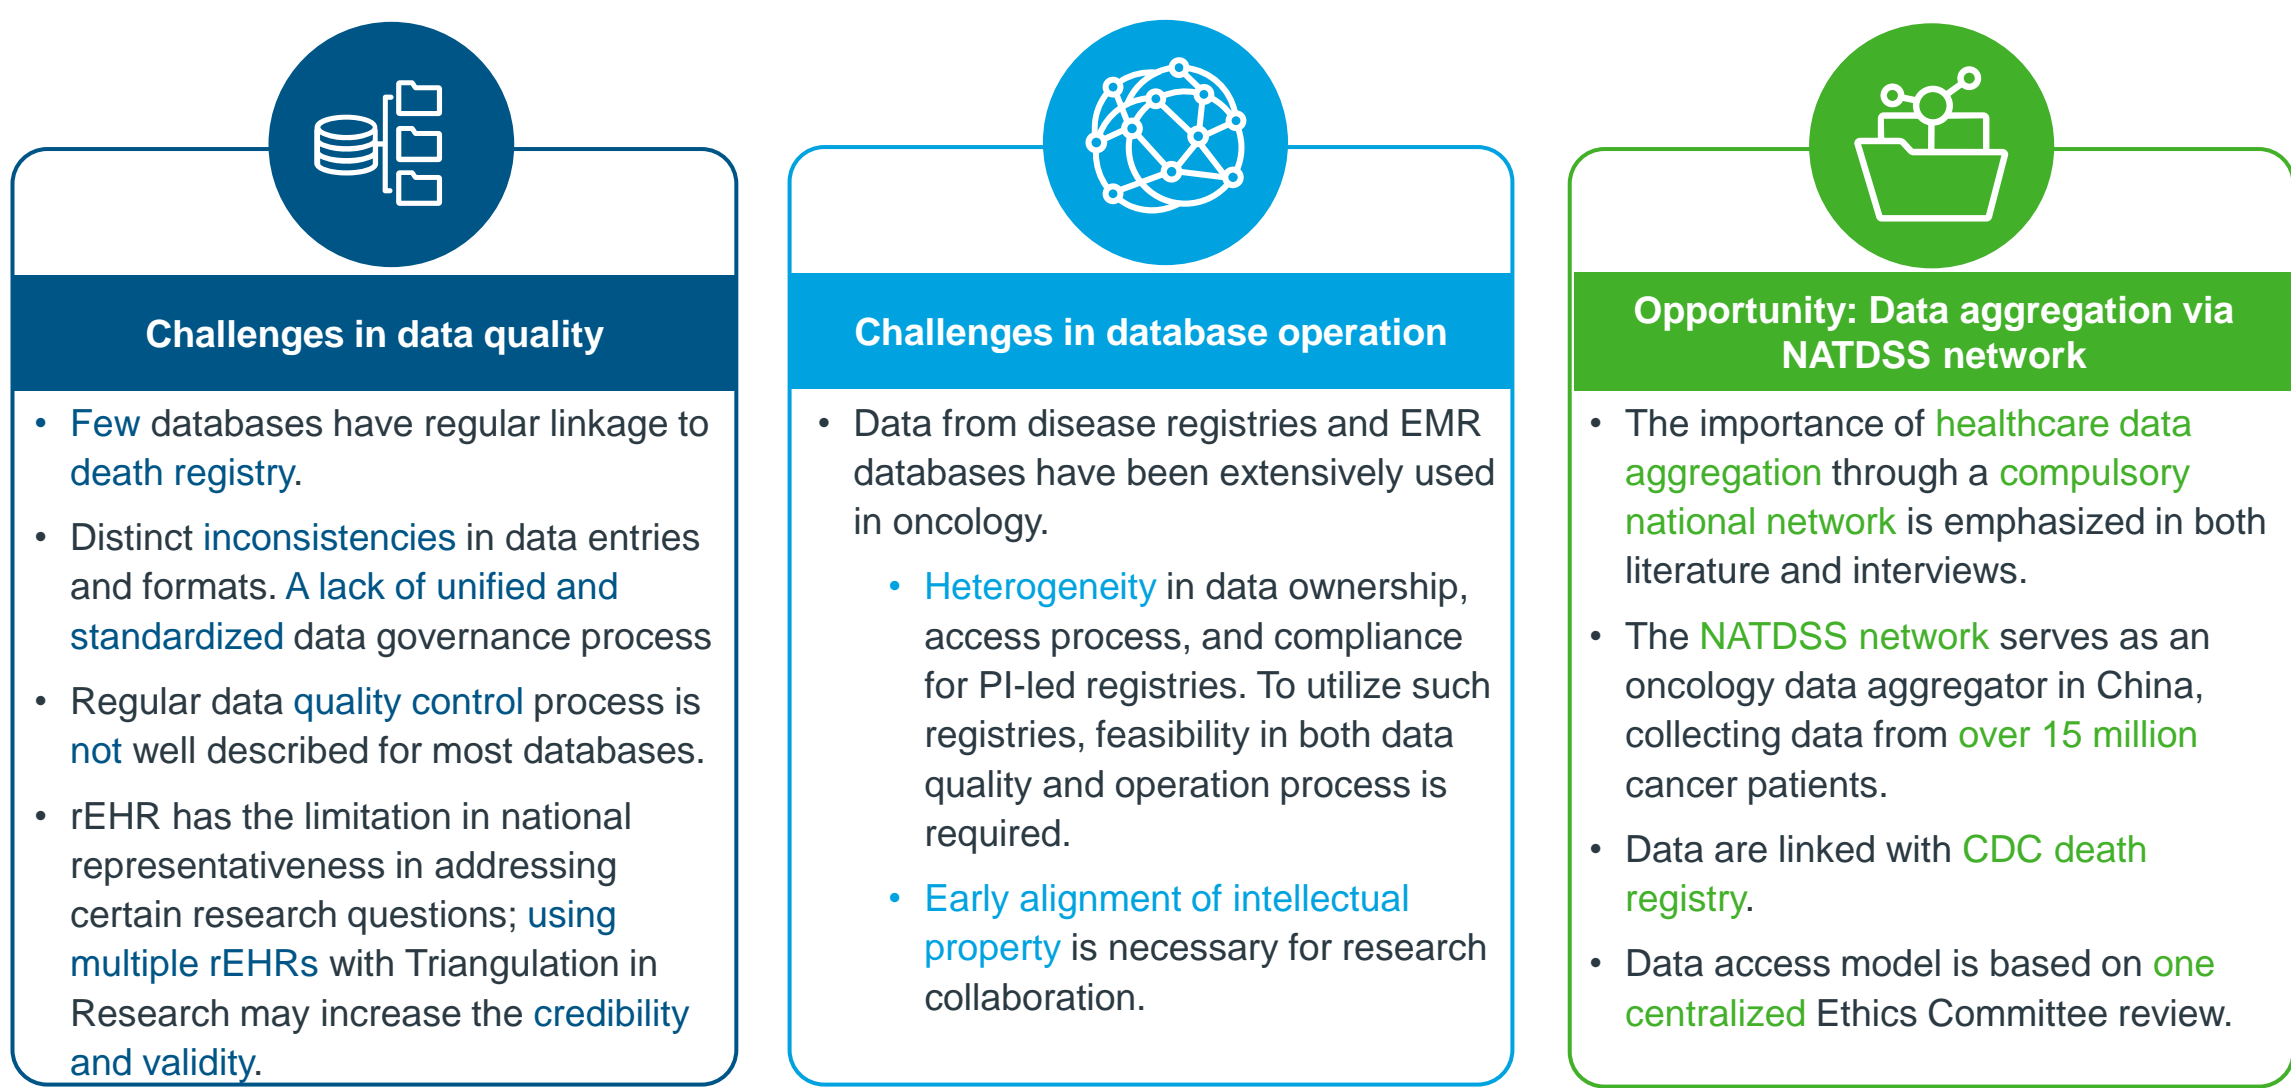 Challenges in data quality
• Few databases have regular linkage to
death registry.
• Distinct inconsistencies in data entries
and formats. A lack of unified and
standardized data governance process
• Regular data quality control process is
not well described for most databases.
• rEHR has the limitation in national
representativeness in addressing
certain research questions; using
multiple rEHRs with Triangulation in
Research may increase the credibility
and validity.
Challenges in database operation
• Data from disease registries and EMR
databases have been extensively used
in oncology.
• Heterogeneity in data ownership,
access process, and compliance
for PI-led registries. To utilize such
registries, feasibility in both data
quality and operation process is
required.
• Early alignment of intellectual
property is necessary for research
collaboration.
Opportunity: Data aggregation via
NATDSS network
• The importance of healthcare data
aggregation through a compulsory
national network is emphasized in both
literature and interviews.
• The NATDSS network serves as an
oncology data aggregator in China,
collecting data from over 15 million
cancer patients.
• Data are linked with CDC death
registry.
• Data access model is based on one
centralized Ethics Committee review.